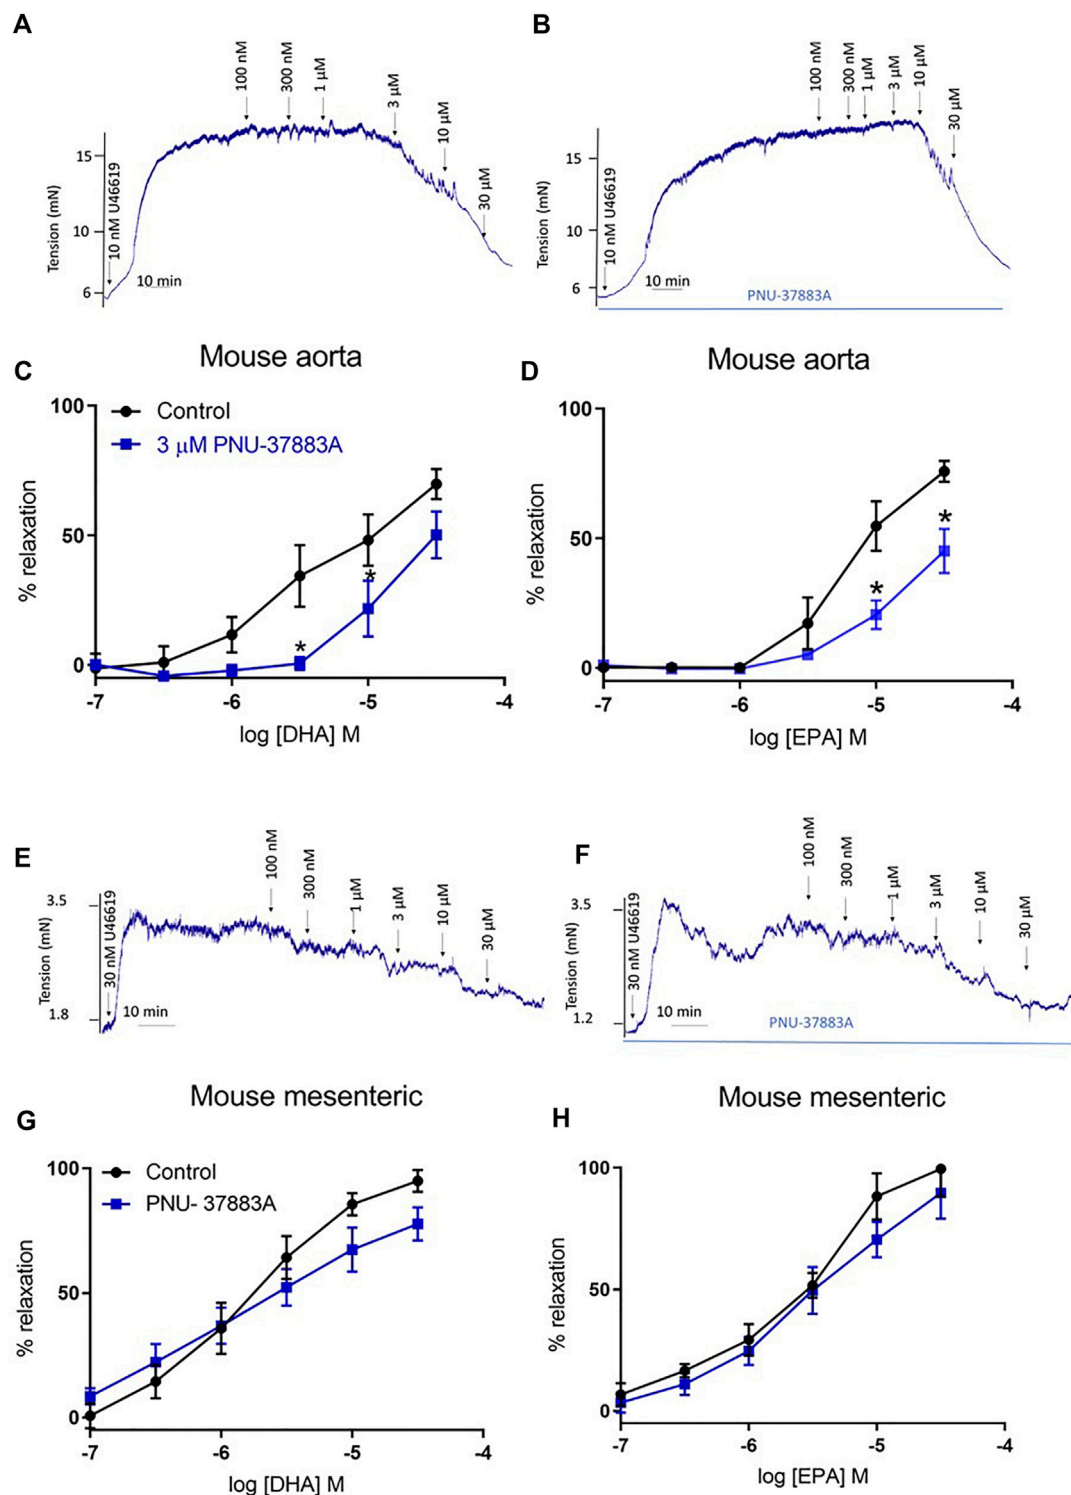 A
100 nM
300 nM
1 μM
3 μM
10 μM
30 μM
15
10
6
Tension (mN)
10 nM U46619
10 min
B
100 nM
300 nM
1 μM
3 μM
10 μM
30 μM
15
10
6
Tension (mN)
10 nM U46619
10 min
PNU-37883A
C
Mouse aorta
Control
3 μM PNU-37883A
100
50
0
% relaxation
*
*
-7
-6
-5
-4
log [DHA] M
D
Mouse aorta
100
50
0
% relaxation
*
*
-7
-6
-5
-4
log [EPA] M
E
100 nM
300 nM
1 μM
3 μM
10 μM
30 μM
3.5
1.8
Tension (mN)
30 nM U46619
10 min
F
100 nM
300 nM
1 μM
3 μM
10 μM
30 μM
3.5
1.2
Tension (mN)
30 nM U46619
10 min
PNU-37883A
G
Mouse mesenteric
Control
PNU- 37883A
100
50
0
% relaxation
-7
-6
-5
-4
log [DHA] M
H
Mouse mesenteric
100
50
0
% relaxation
-7
-6
-5
-4
log [EPA] M